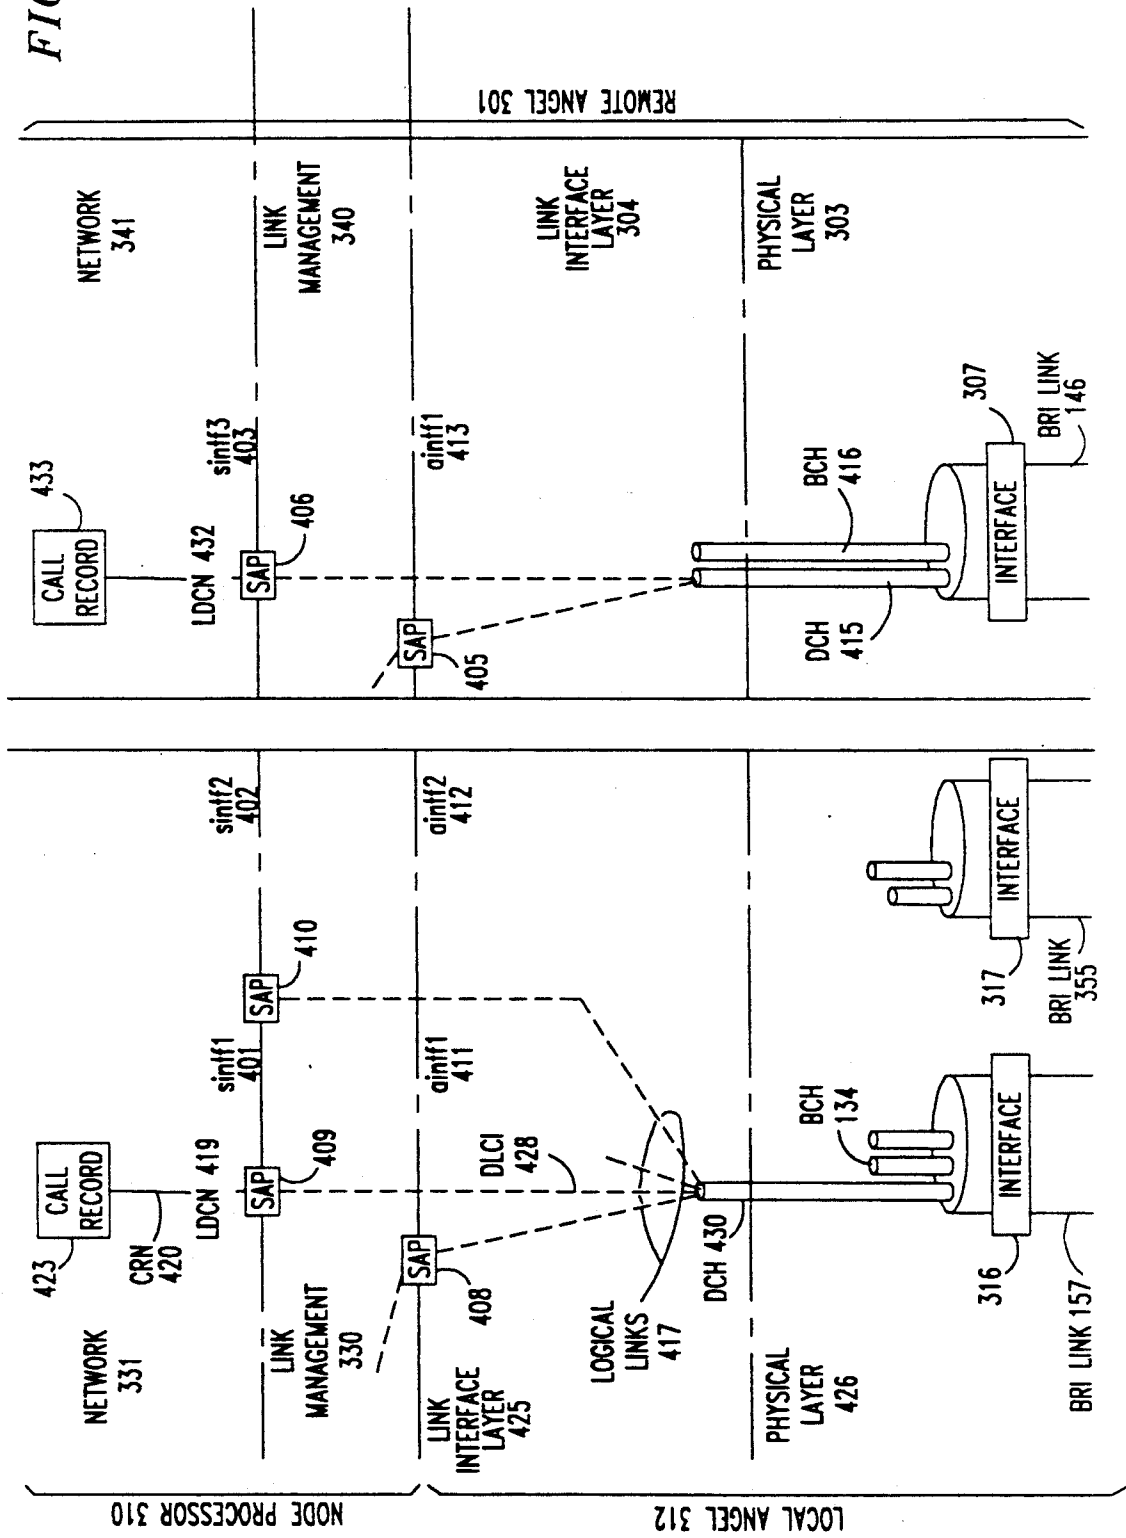 FIG
REMOTE ANGEL 301
NETWORK
341
LINK
MANAGEMENT
340
LINK
INTERFACE
LAYER
304
PHYSICAL
LAYER
303
433
CALL
RECORD
LDCN 432
sintf3
403
SAP
406
aintf1
413
SAP
405
BCH
416
DCH
415
307
INTERFACE
BRI LINK
146
sintf2
402
aintf2
412
SAP
410
sintf1
401
aintf1
411
317
INTERFACE
BRI LINK
355
CALL
RECORD
423
CRN
420
LDCN 419
SAP
409
DLCI
428
SAP
408
LOGICAL
LINKS
417
DCH 430
BCH
134
INTERFACE
316
BRI LINK 157
NETWORK
331
LINK
MANAGEMENT
330
LINK
INTERFACE
LAYER
425
PHYSICAL
LAYER
426
NODE PROCESSOR 310
LOCAL ANGEL 312